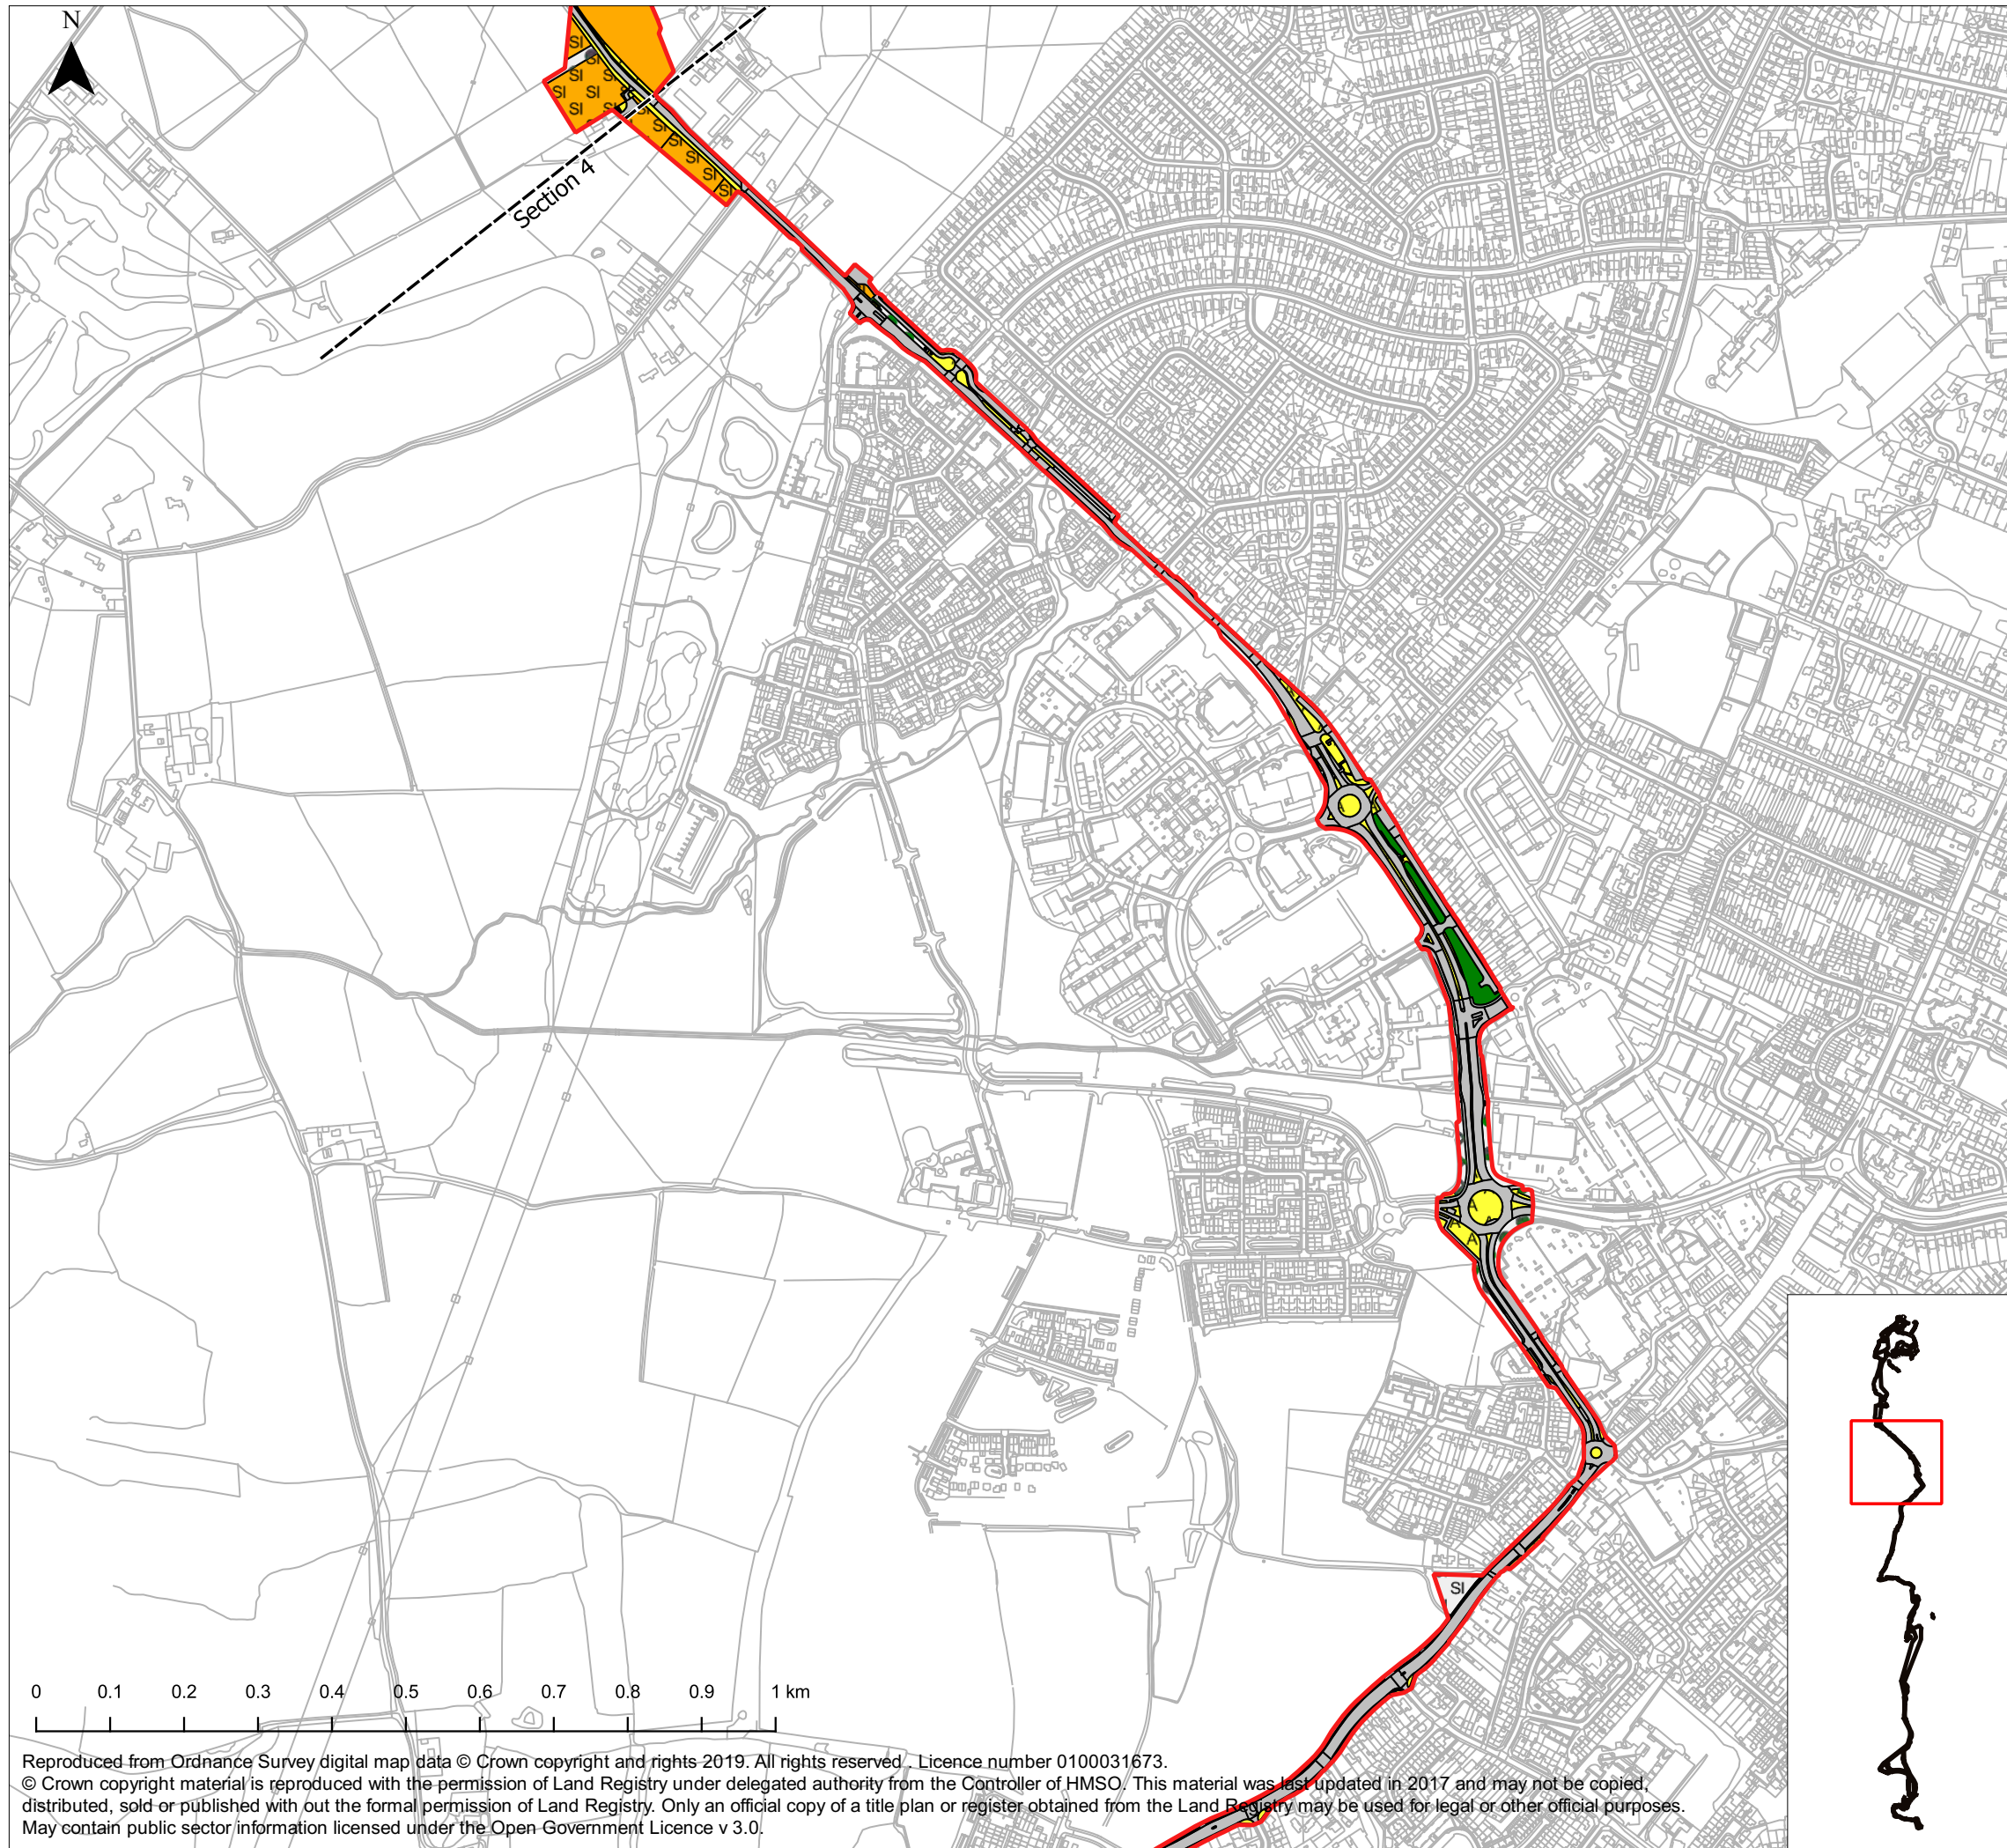 N
SI
SI
SI
SI
SI
SI
SI
SI
SI
SI
SI
SI
SI
Section 4
A
A
A
A
SI
0 0.1 0.2 0.3 0.4 0.5 0.6 0.7 0.8 0.9 1 km
Reproduced from Ordnance Survey digital map data © Crown copyright and rights 2019. All rights reserved . Licence number 0100031673.
© Crown copyright material is reproduced with the permission of Land Registry under delegated authority from the Controller of HMSO. This material was last updated in 2017 and may not be copied,
distributed, sold or published with out the formal permission of Land Registry. Only an official copy of a title plan or register obtained from the Land Registry may be used for legal or other official purposes.
May contain public sector information licensed under the Open Government Licence v 3.0.